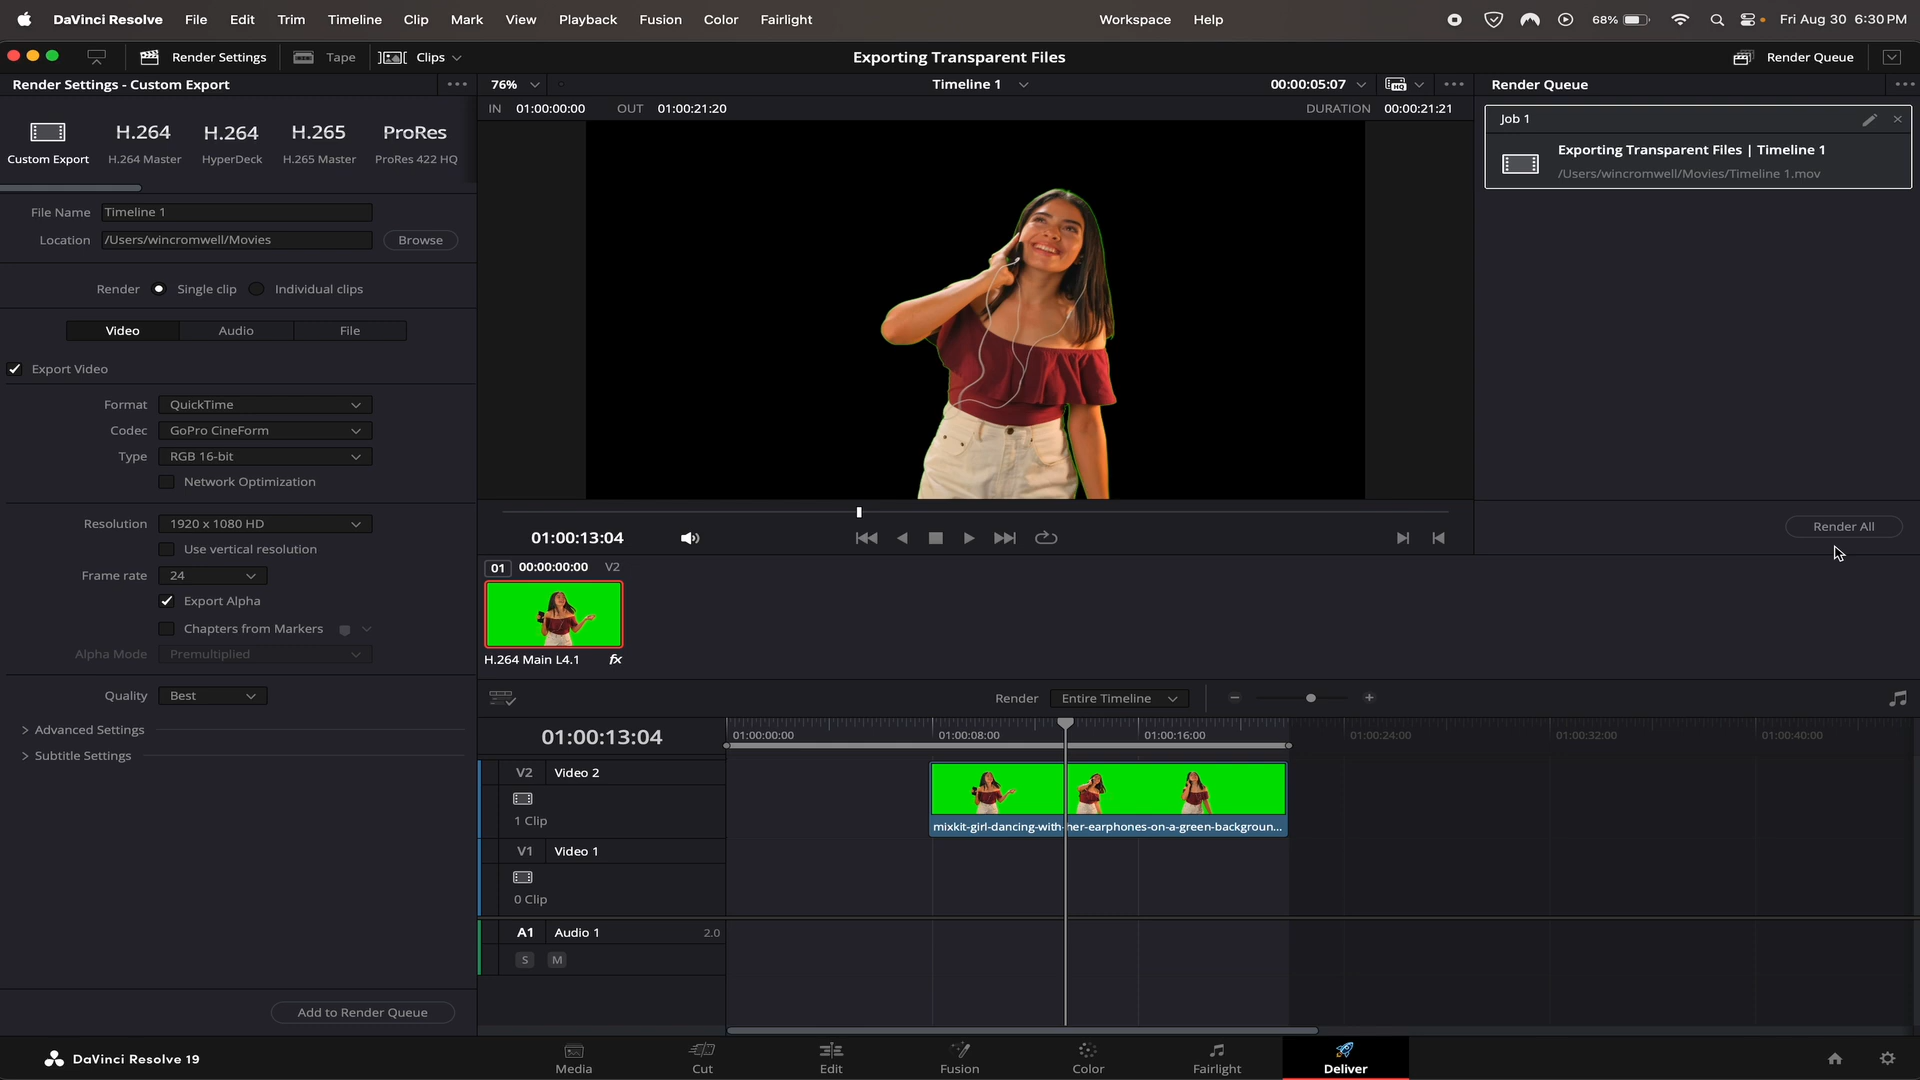 DaVinci Resolve File Edit Trim Timeline Clip Mark View Playback Fusion Color Fairlight Workspace Help 68% Fri Aug 30 6:30 PM
Render Settings Tape Clips Exporting Transparent Files Render Queue
Render Settings - Custom Export
76% Timeline 1 00:00:05:07 HQ
Render Queue
IN 01:00:00:00 OUT 01:00:21:20 DURATION 00:00:21:21
H.264 H.264 H.265 ProRes
Custom Export H.264 Master HyperDeck H.265 Master ProRes 422 HQ
Job 1
Exporting Transparent Files | Timeline 1
/Users/wincromwell/Movies/Timeline 1.mov
File Name Timeline 1
Location /Users/wincromwell/Movies Browse
Render Single clip Individual clips
Video Audio File
Export Video
Format QuickTime
Codec GoPro CineForm
Type RGB 16-bit
Network Optimization
Resolution 1920 x 1080 HD
Use vertical resolution
Frame rate 24
Export Alpha
Chapters from Markers
Alpha Mode Premultiplied
Quality Best
Advanced Settings
Subtitle Settings
Add to Render Queue
01:00:13:04
Render All
01 00:00:00:00 V2
H.264 Main L4.1 fx
Render Entire Timeline
01:00:13:04
01:00:00:00 01:00:08:00 01:00:16:00 01:00:24:00 01:00:32:00 01:00:40:00
V2 Video 2
1 Clip
mixkit-girl-dancing-with-her-earphones-on-a-green-backgroun...
V1 Video 1
0 Clip
A1 Audio 1 2.0
S M
DaVinci Resolve 19
Media Cut Edit Fusion Color Fairlight Deliver